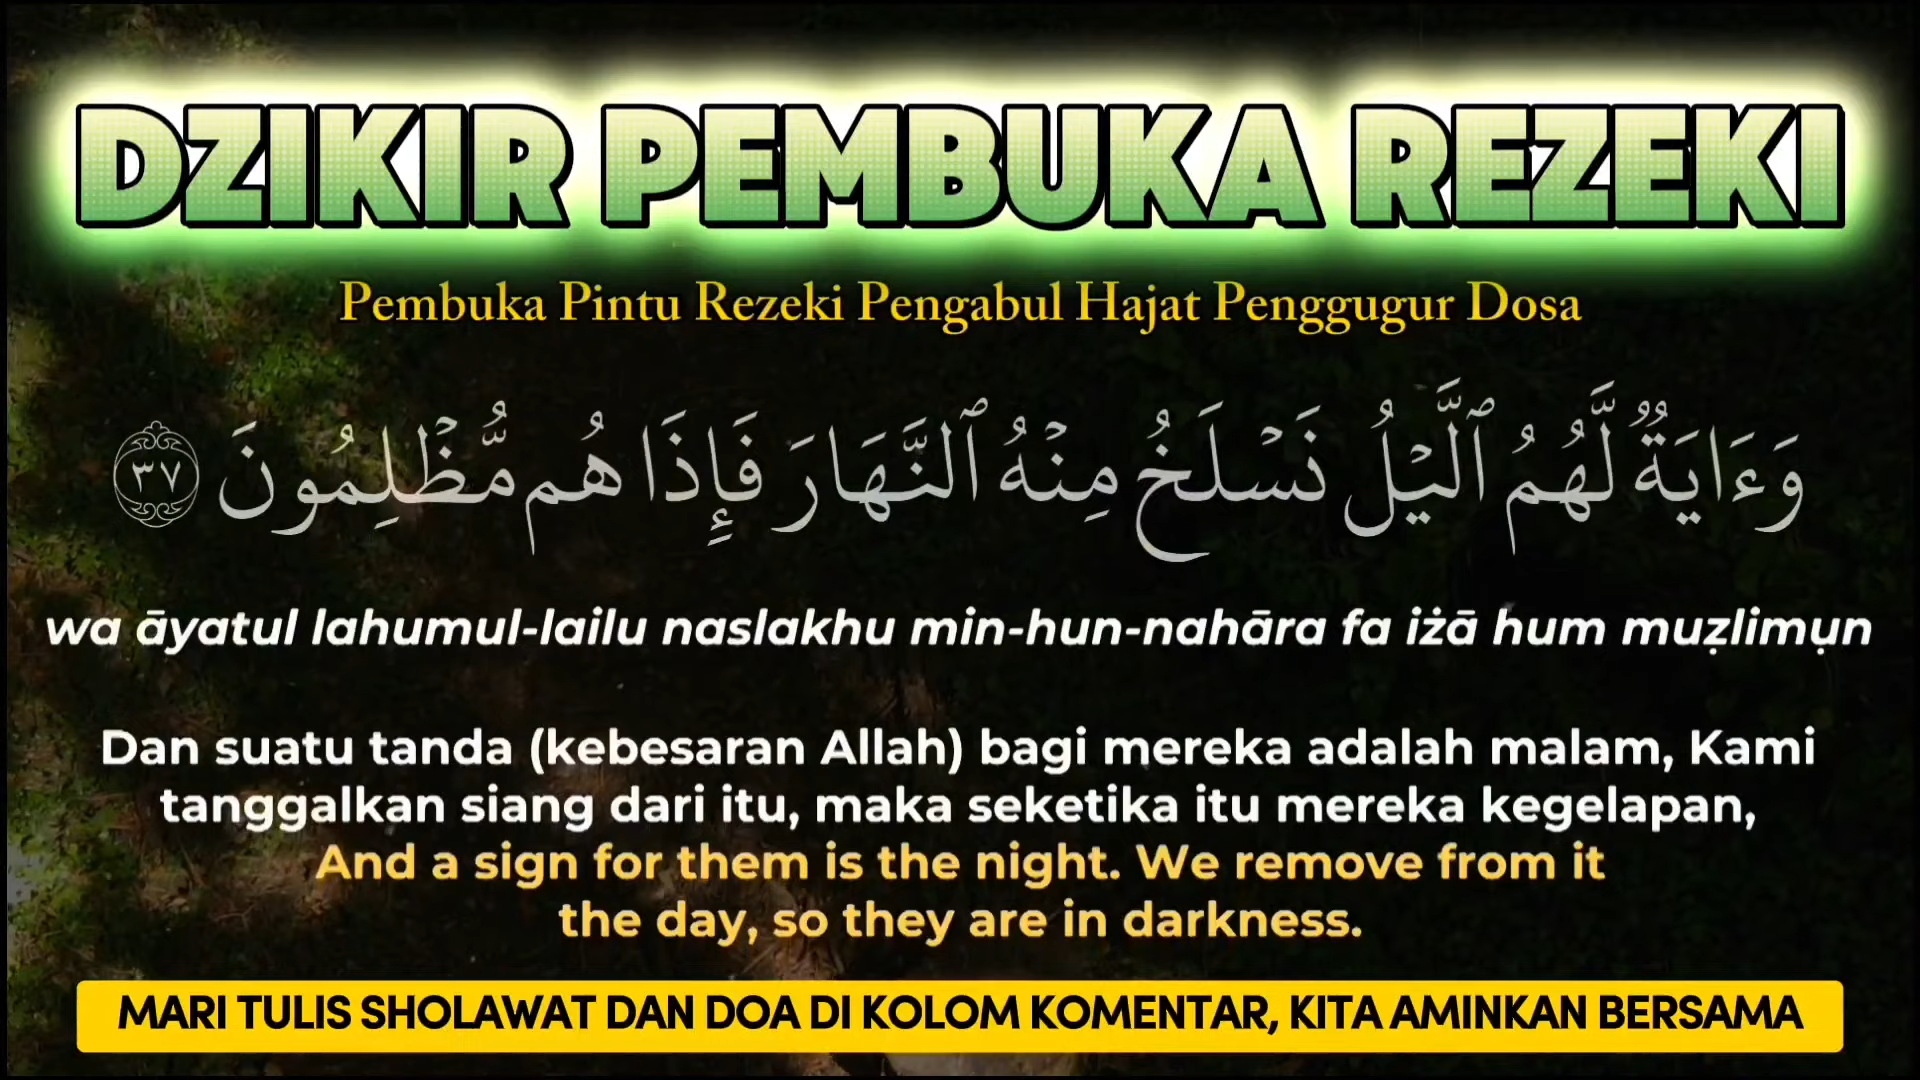 DZIKIR PEMBUKA REZEKI
Pembuka Pintu Rezeki Pengabul Hajat Penggugur Dosa
وَءَايَةٌ لَّهُمُ ٱلَّيْلُ نَسْلَخُ مِنْهُ ٱلنَّهَارَ فَإِذَا هُم مُّظْلِمُونَ ٣٧
wa āyatul lahumul-lailu naslakhu min-hun-nahāra fa iżā hum muẓlimụn
Dan suatu tanda (kebesaran Allah) bagi mereka adalah malam, Kami
tanggalkan siang dari itu, maka seketika itu mereka kegelapan,
And a sign for them is the night. We remove from it
the day, so they are in darkness.
MARI TULIS SHOLAWAT DAN DOA DI KOLOM KOMENTAR, KITA AMINKAN BERSAMA